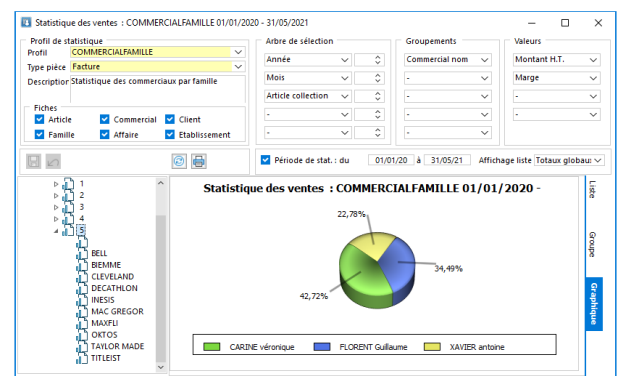 Statistique des ventes : COMMERCIALFAMILLE 01/01/2020 - 31/05/2021
Profil de statistique
Profil COMMERCIALFAMILLE
Type pièce Facture
Description Statistique des commerciaux par famille
Fiches
Article Commercial Client
Famille Affaire Etablissement
Arbre de sélection
Année
Mois
Article collection
-
-
Groupements
Commercial nom
-
-
-
-
Valeurs
Montant H.T.
Marge
-
-
Période de stat. : du 01/01/20 à 31/05/21 Affichage liste Totaux globau
1
2
3
4
5
BELL
BIEMME
CLEVELAND
DECATHLON
INESIS
MAC GREGOR
MAXFLI
OKTOS
TAYLOR MADE
TITLEIST
Statistique des ventes : COMMERCIALFAMILLE 01/01/2020 -
22,78%
34,49%
42,72%
CARINE véronique FLORENT Guillaume XAVIER antoine
Liste
Groupe
Graphique